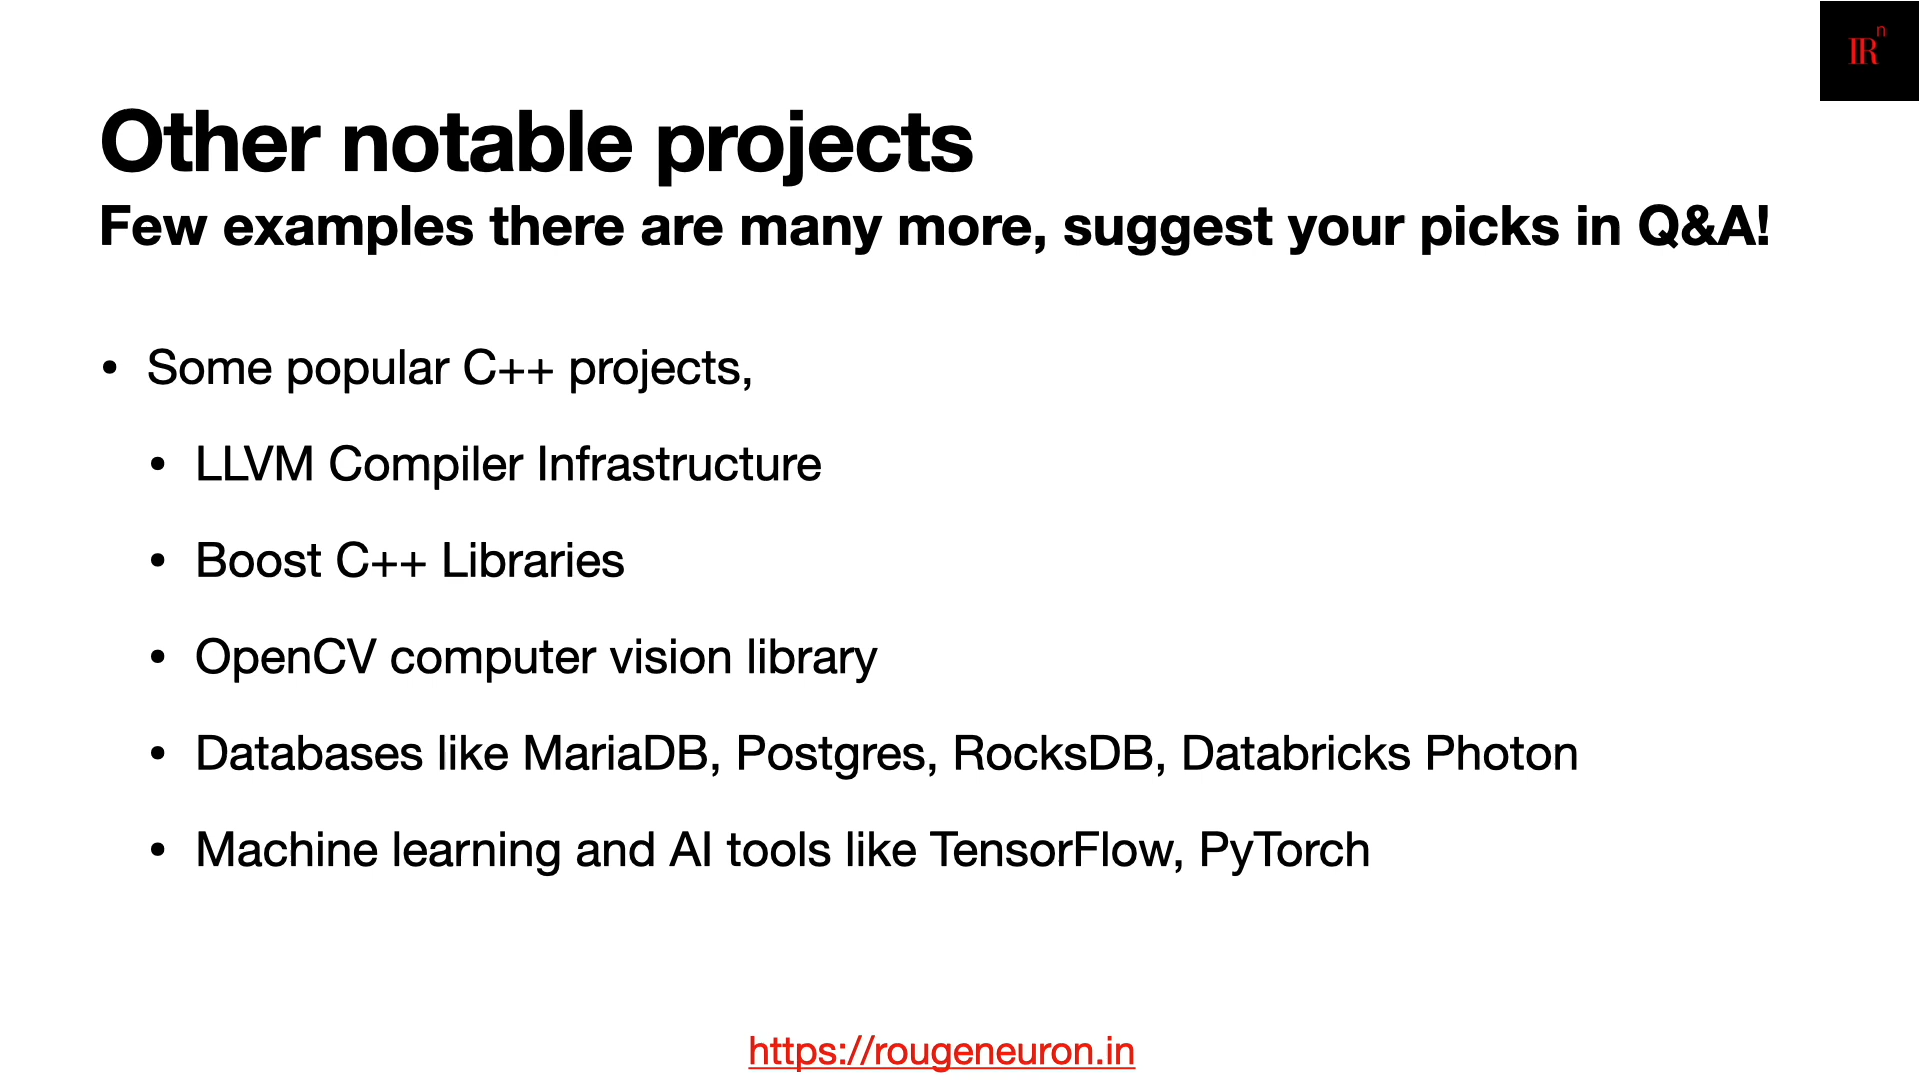 IRn
Other notable projects
Few examples there are many more, suggest your picks in Q&A!
• Some popular C++ projects,
• LLVM Compiler Infrastructure
• Boost C++ Libraries
• OpenCV computer vision library
• Databases like MariaDB, Postgres, RocksDB, Databricks Photon
• Machine learning and AI tools like TensorFlow, PyTorch
https://rougeneuron.in